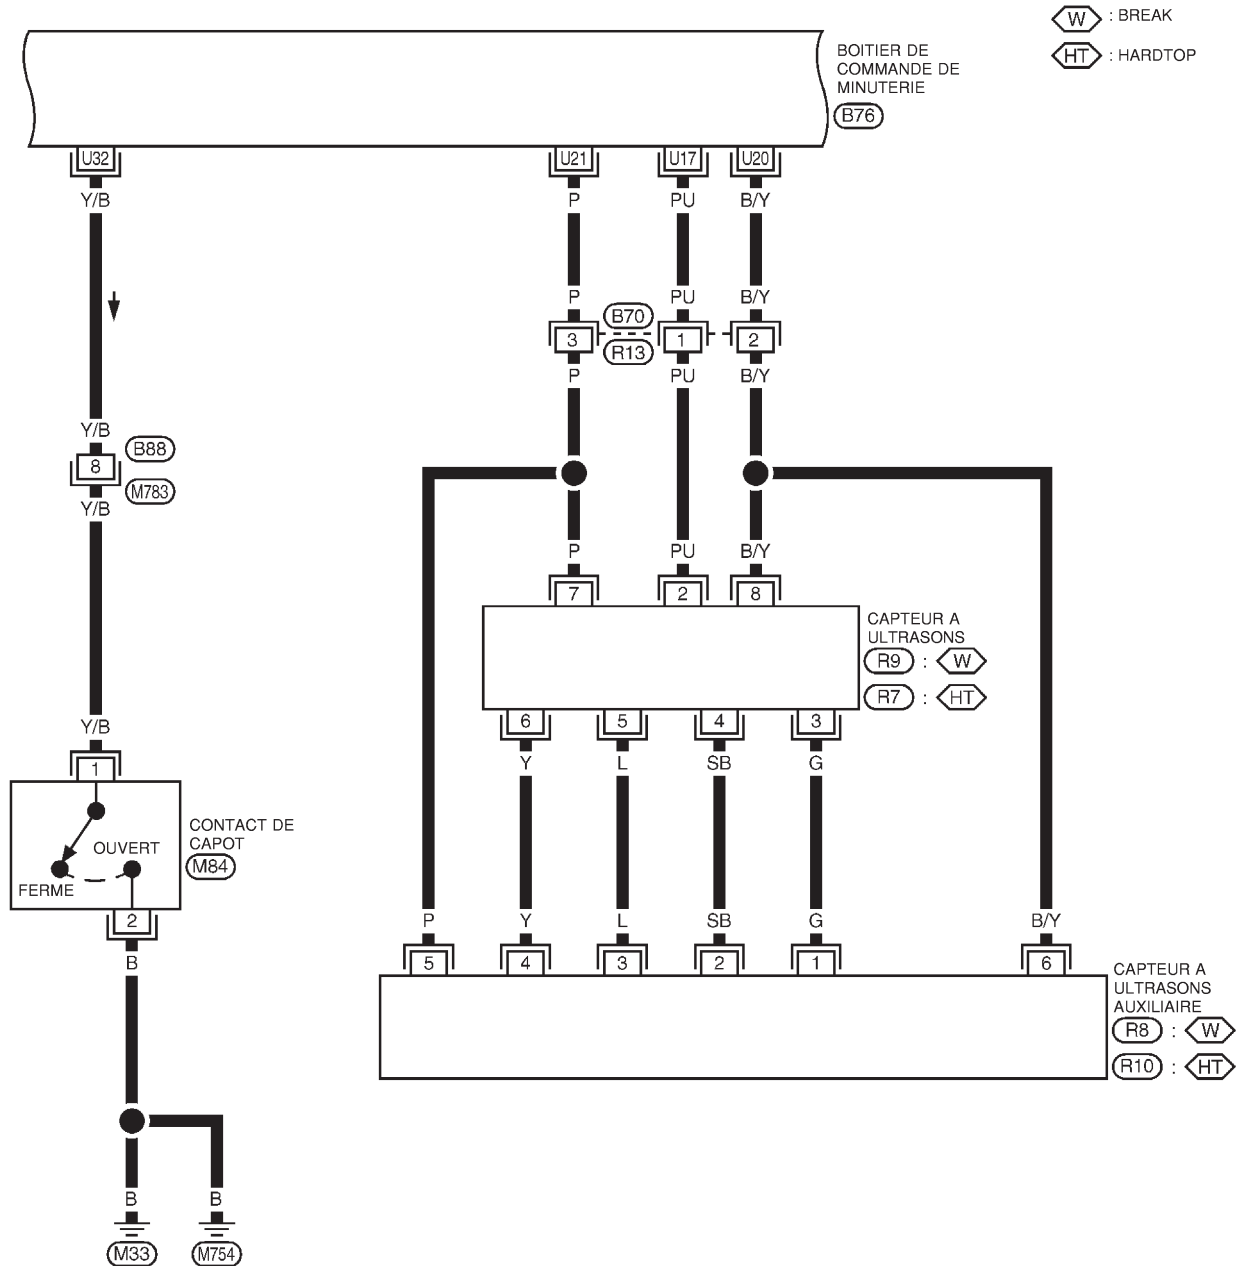 W : BREAK
HT : HARDTOP
BOITIER DE
COMMANDE DE
MINUTERIE
B76
U32 U21 U17 U20
Y/B P PU B/Y
P PU B/Y
B70
3 1 2
R13
P PU B/Y
Y/B
B88
8
M783
Y/B
P PU B/Y
7 2 8
CAPTEUR A
ULTRASONS
R9 : W
R7 : HT
6 5 4 3
Y L SB G
Y/B
1
CONTACT DE
CAPOT
M84
OUVERT
FERME
2
B
P Y L SB G B/Y
5 4 3 2 1 6
CAPTEUR A
ULTRASONS
AUXILIAIRE
R8 : W
R10 : HT
B B
M33 M754